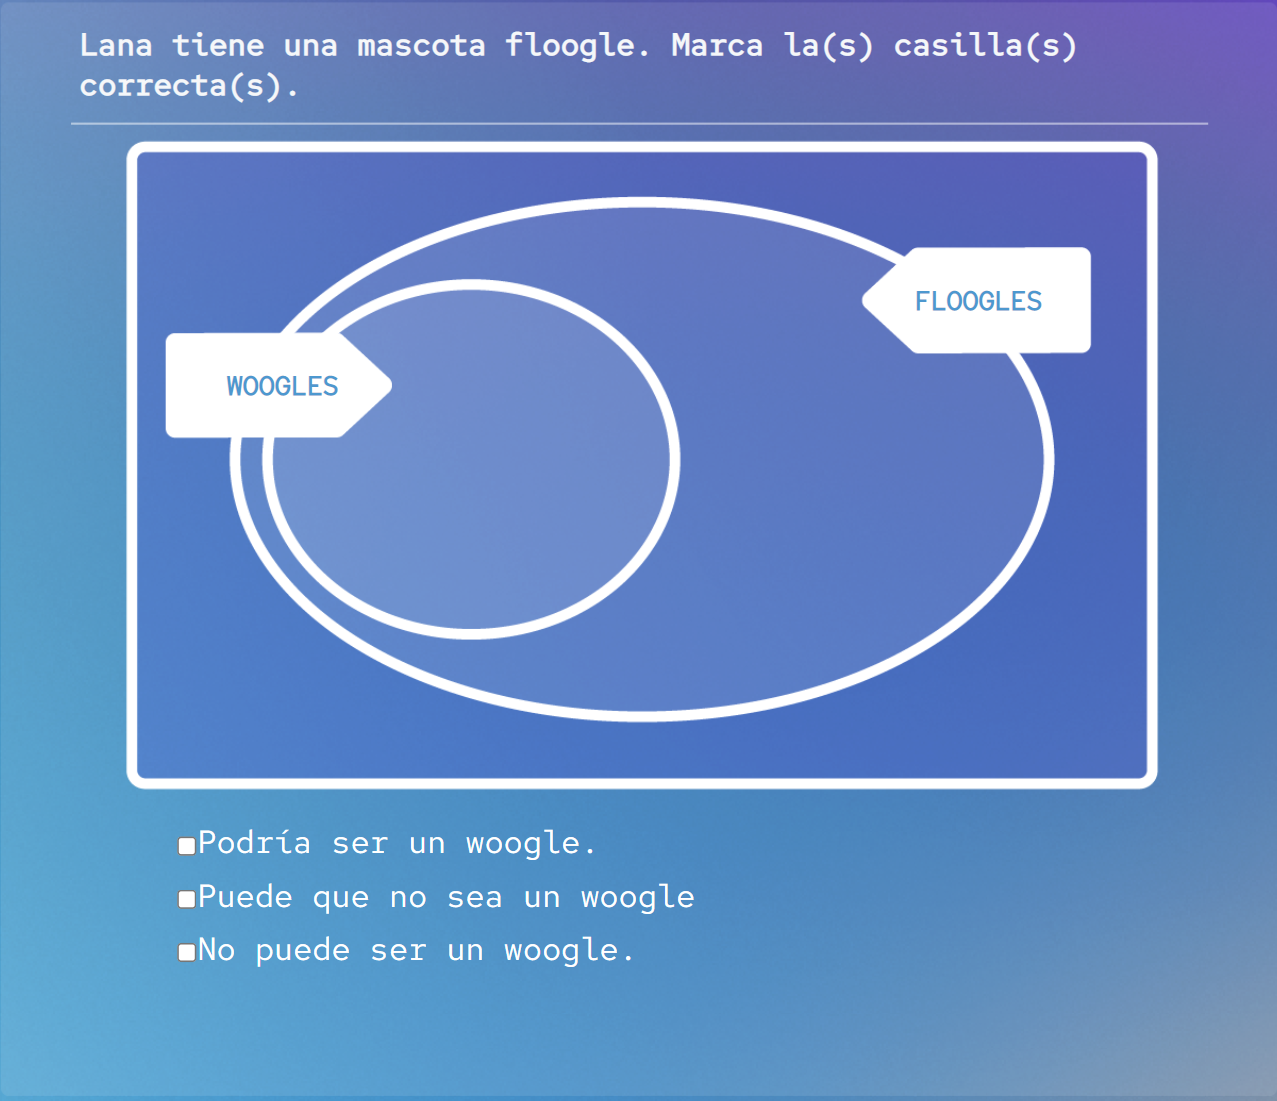 Lana tiene una mascota floogle. Marca la(s) casilla(s)
correcta(s).
FLOOGLES
WOOGLES
Podría ser un woogle.
Puede que no sea un woogle
No puede ser un woogle.